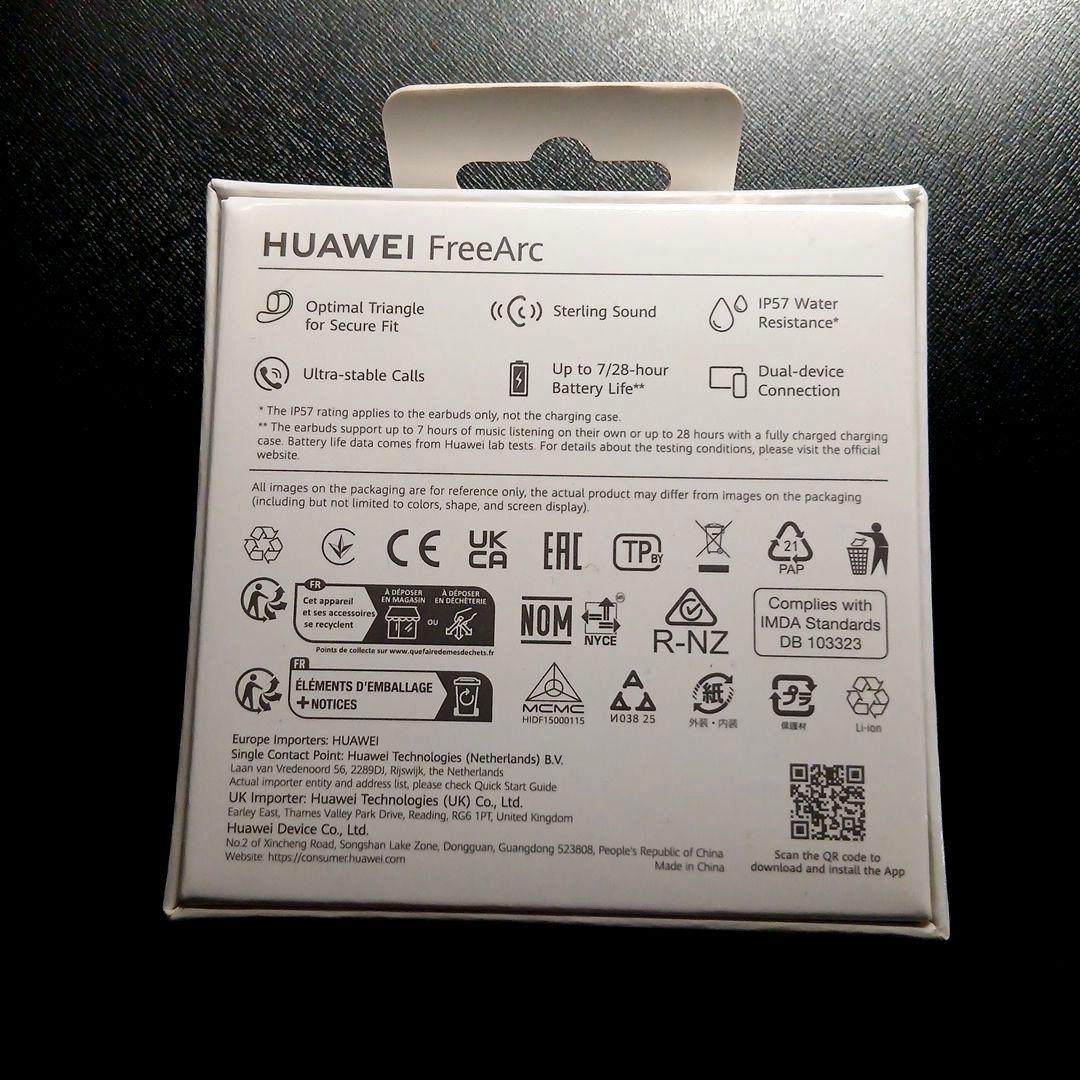 HUAWEI FreeArc
Optimal Triangle
for Secure Fit
Sterling Sound
IP57 Water
Resistance*
Ultra-stable Calls
Up to 7/28-hour
Battery Life**
Dual-device
Connection
* The IP57 rating applies to the earbuds only, not the charging case.
** The earbuds support up to 7 hours of music listening on their own or up to 28 hours with a fully charged charging
case. Battery life data comes from Huawei lab tests. For details about the testing conditions, please visit the official
website.
All images on the packaging are for reference only, the actual product may differ from images on the packaging
(including but not limited to colors, shape, and screen display).
CE
UK
CA
EAC
TP BY
21
PAP
FR
Cet appareil
et ses accessoires
se recyclent
À DÉPOSER
EN MAGASIN
OU
À DÉPOSER
EN DÉCHÈTERIE
Points de collecte sur www.quefairedemesdechets.fr
NOM
NYCE
R-NZ
Complies with
IMDA Standards
DB 103323
FR
ÉLÉMENTS D'EMBALLAGE
+NOTICES
MCMC
HIDF15000115
И038 25
紙
外装・内装
プラ
保護材
Li-ion
Europe Importers: HUAWEI
Single Contact Point: Huawei Technologies (Netherlands) B.V.
Laan van Vredenoord 56, 2289DJ, Rijswijk, the Netherlands
Actual importer entity and address list, please check Quick Start Guide
UK Importer: Huawei Technologies (UK) Co., Ltd.
Earley East, Thames Valley Park Drive, Reading, RG6 1PT, United Kingdom
Huawei Device Co., Ltd.
No.2 of Xincheng Road, Songshan Lake Zone, Dongguan, Guangdong 523808, People's Republic of China
Website: https://consumer.huawei.com
Made in China
Scan the QR code to
download and install the App